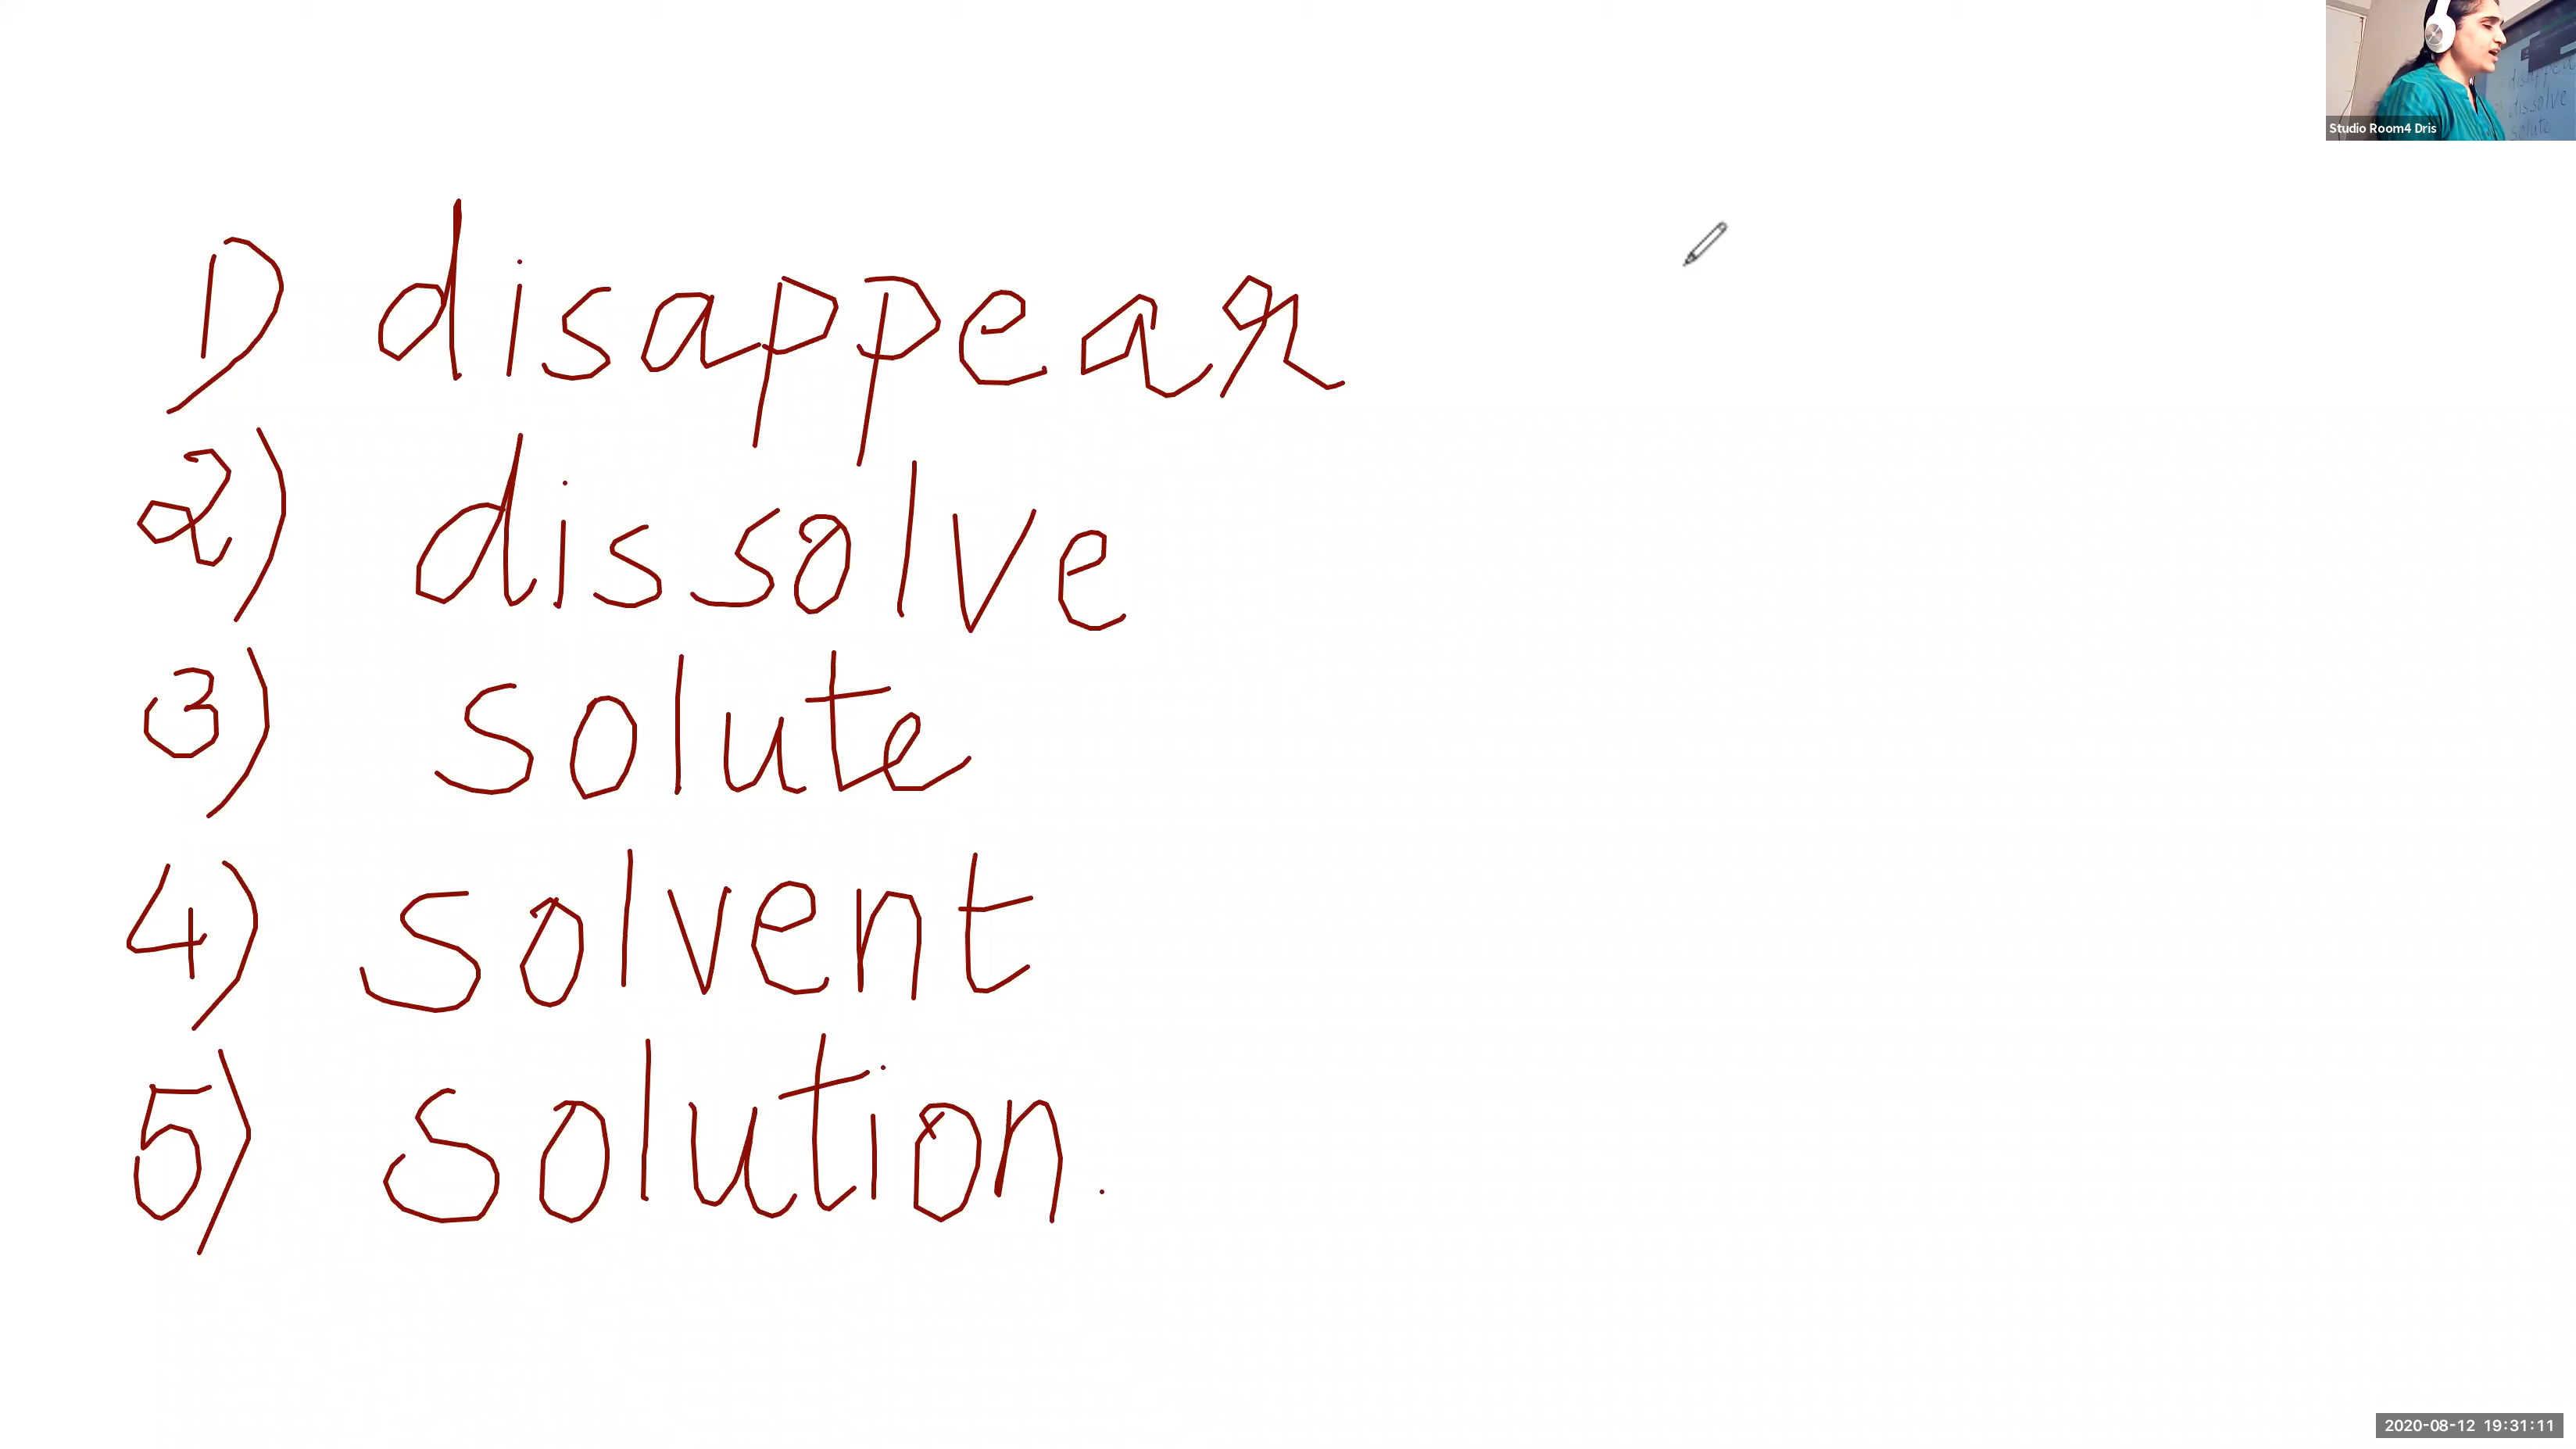 Studio Room4 Dris
1) disappear
2) dissolve
3) solute
4) solvent
5) solution.
2020-08-12 19:31:11